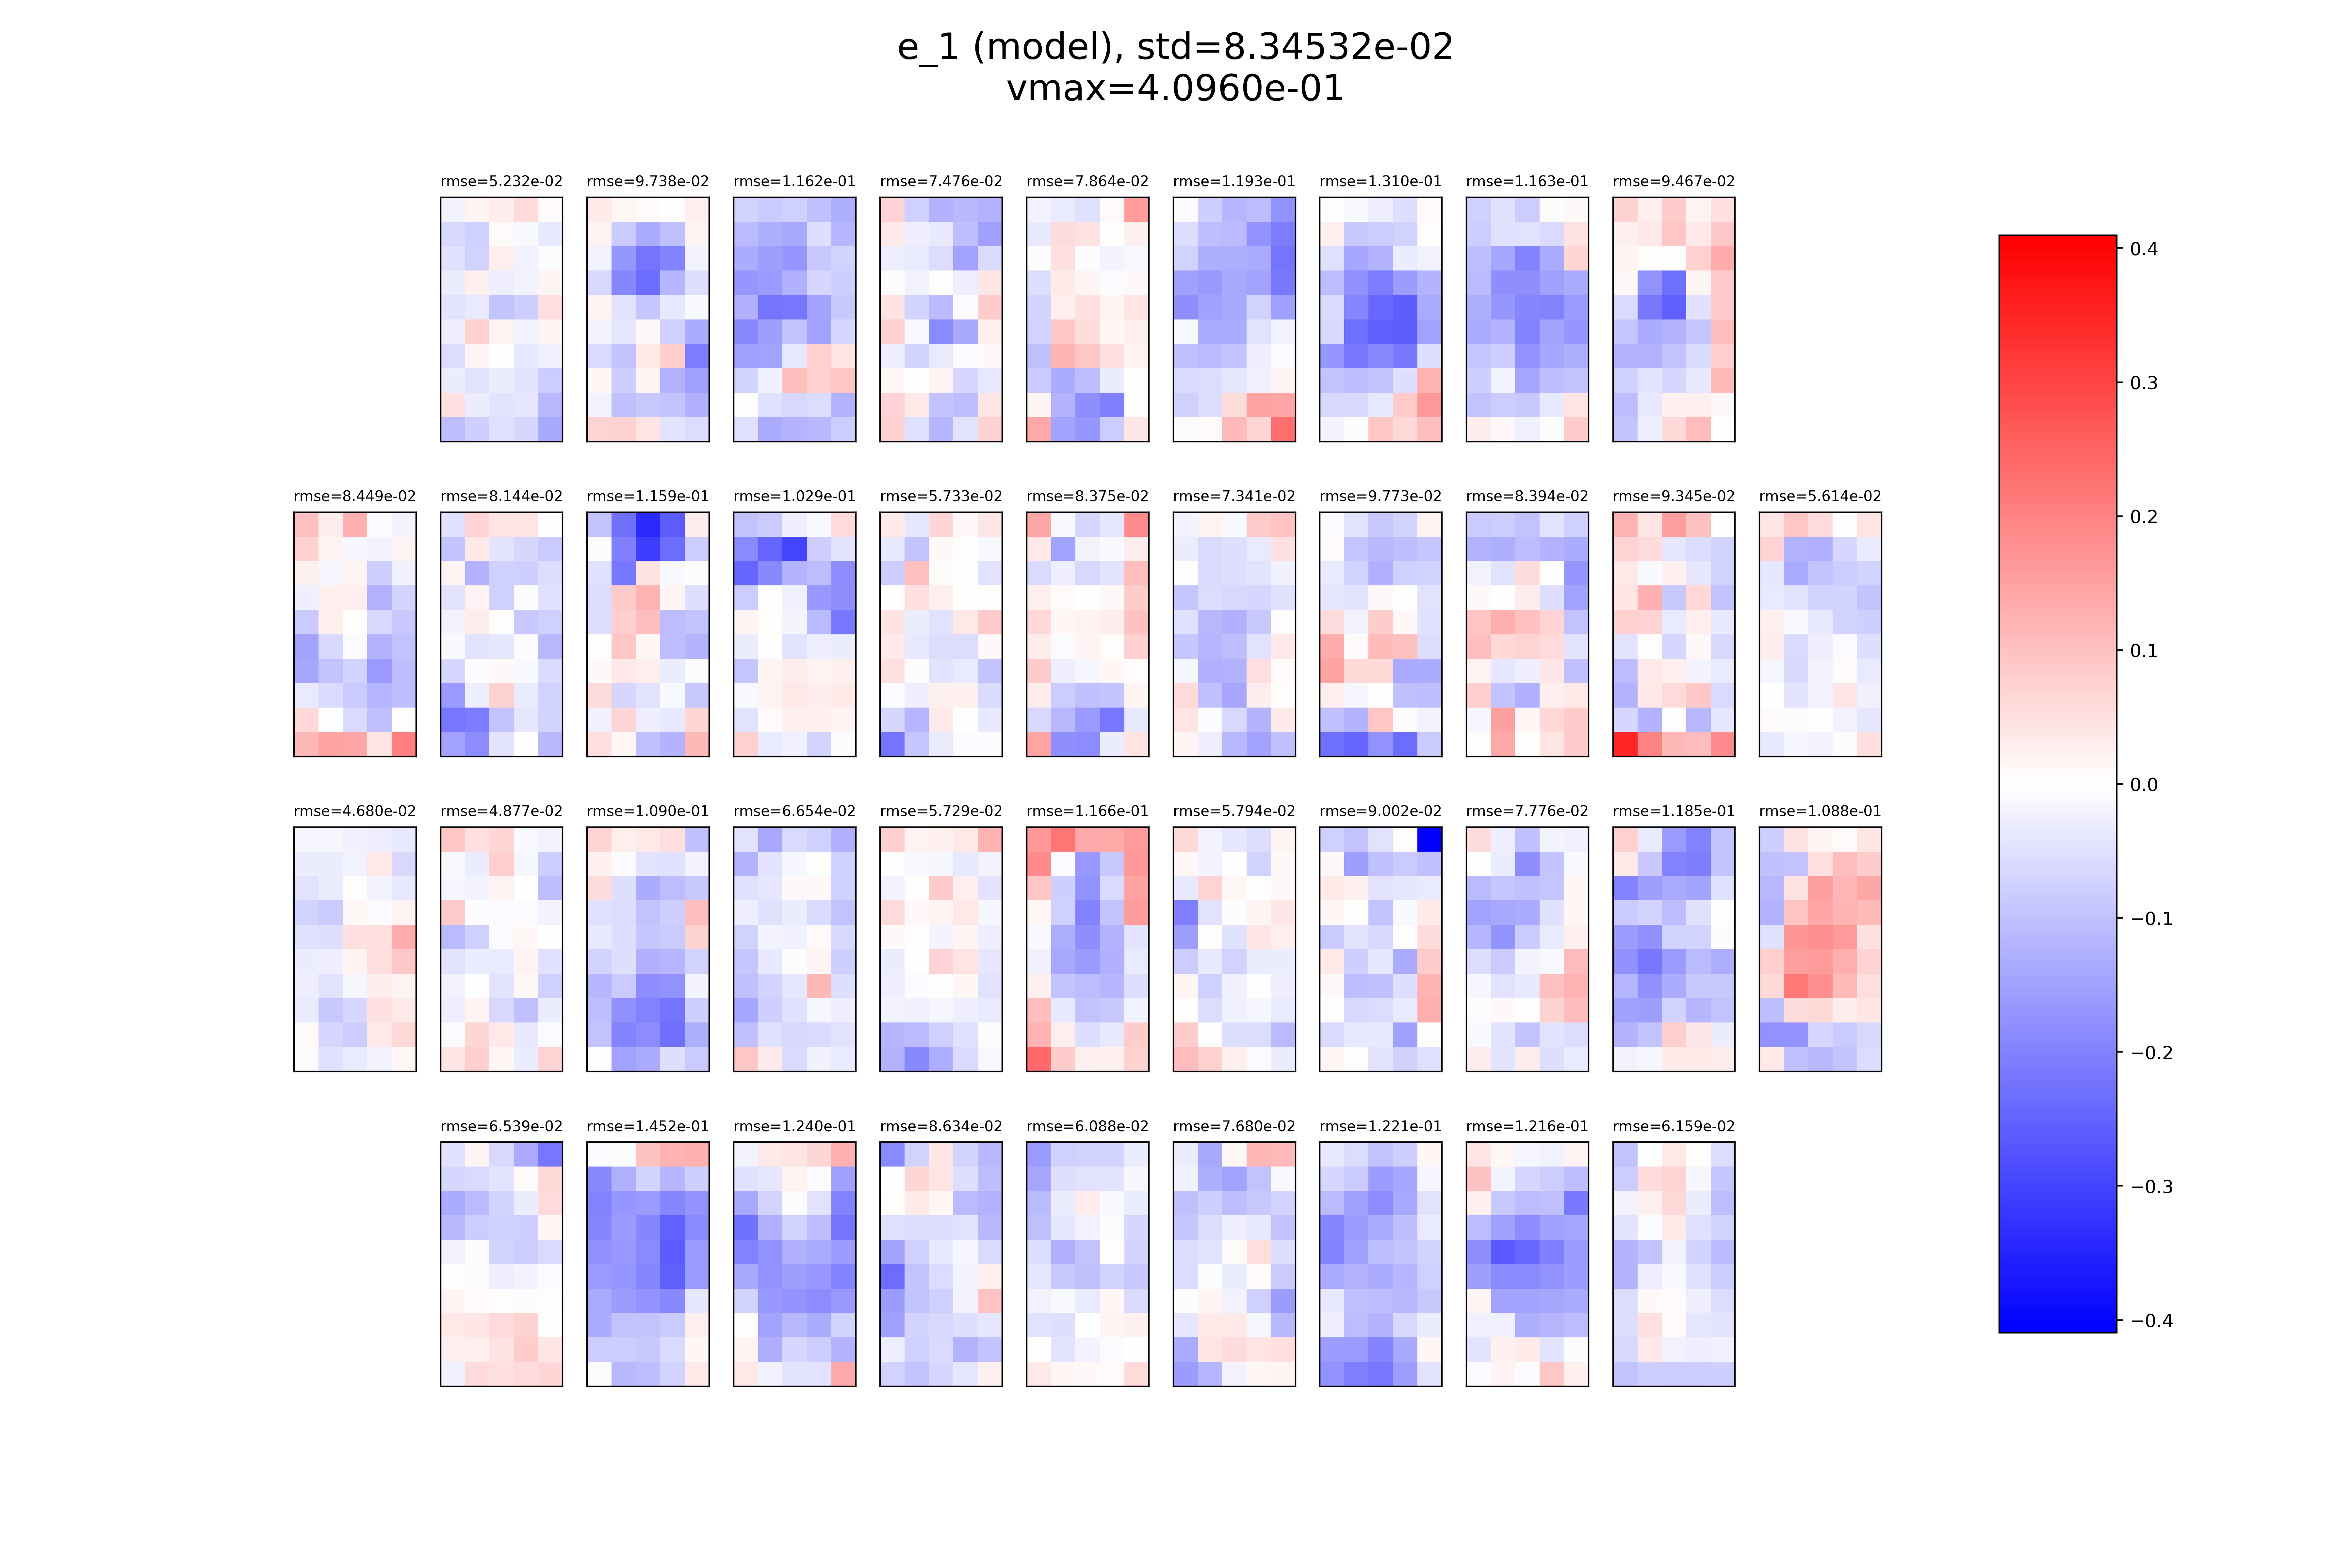 e_1 (model), std=8.34532e-02
vmax=4.0960e-01
rmse=5.232e-02 rmse=9.738e-02 rmse=1.162e-01 rmse=7.476e-02 rmse=7.864e-02 rmse=1.193e-01 rmse=1.310e-01 rmse=1.163e-01 rmse=9.467e-02
rmse=8.449e-02 rmse=8.144e-02 rmse=1.159e-01 rmse=1.029e-01 rmse=5.733e-02 rmse=8.375e-02 rmse=7.341e-02 rmse=9.773e-02 rmse=8.394e-02 rmse=9.345e-02 rmse=5.614e-02
rmse=4.680e-02 rmse=4.877e-02 rmse=1.090e-01 rmse=6.654e-02 rmse=5.729e-02 rmse=1.166e-01 rmse=5.794e-02 rmse=9.002e-02 rmse=7.776e-02 rmse=1.185e-01 rmse=1.088e-01
rmse=6.539e-02 rmse=1.452e-01 rmse=1.240e-01 rmse=8.634e-02 rmse=6.088e-02 rmse=7.680e-02 rmse=1.221e-01 rmse=1.216e-01 rmse=6.159e-02
0.4
0.3
0.2
0.1
0.0
−0.1
−0.2
−0.3
−0.4